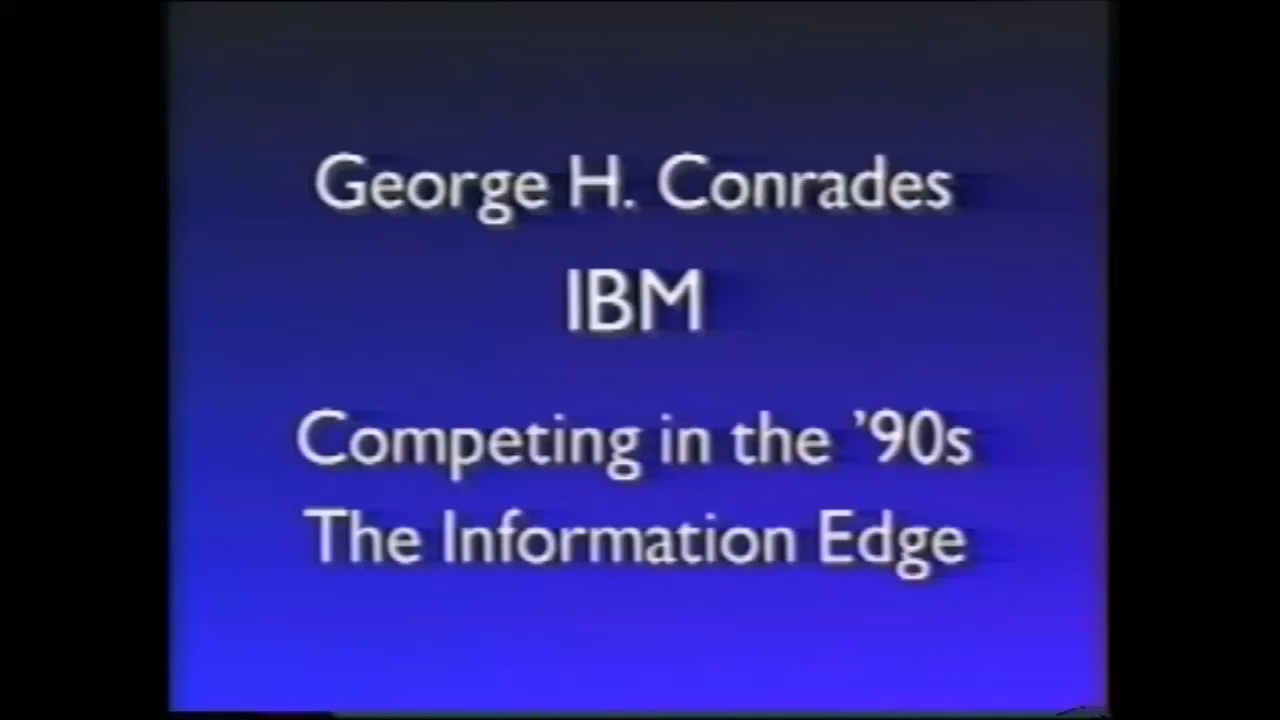 George H. Conrades
IBM
Competing in the ’90s
The Information Edge